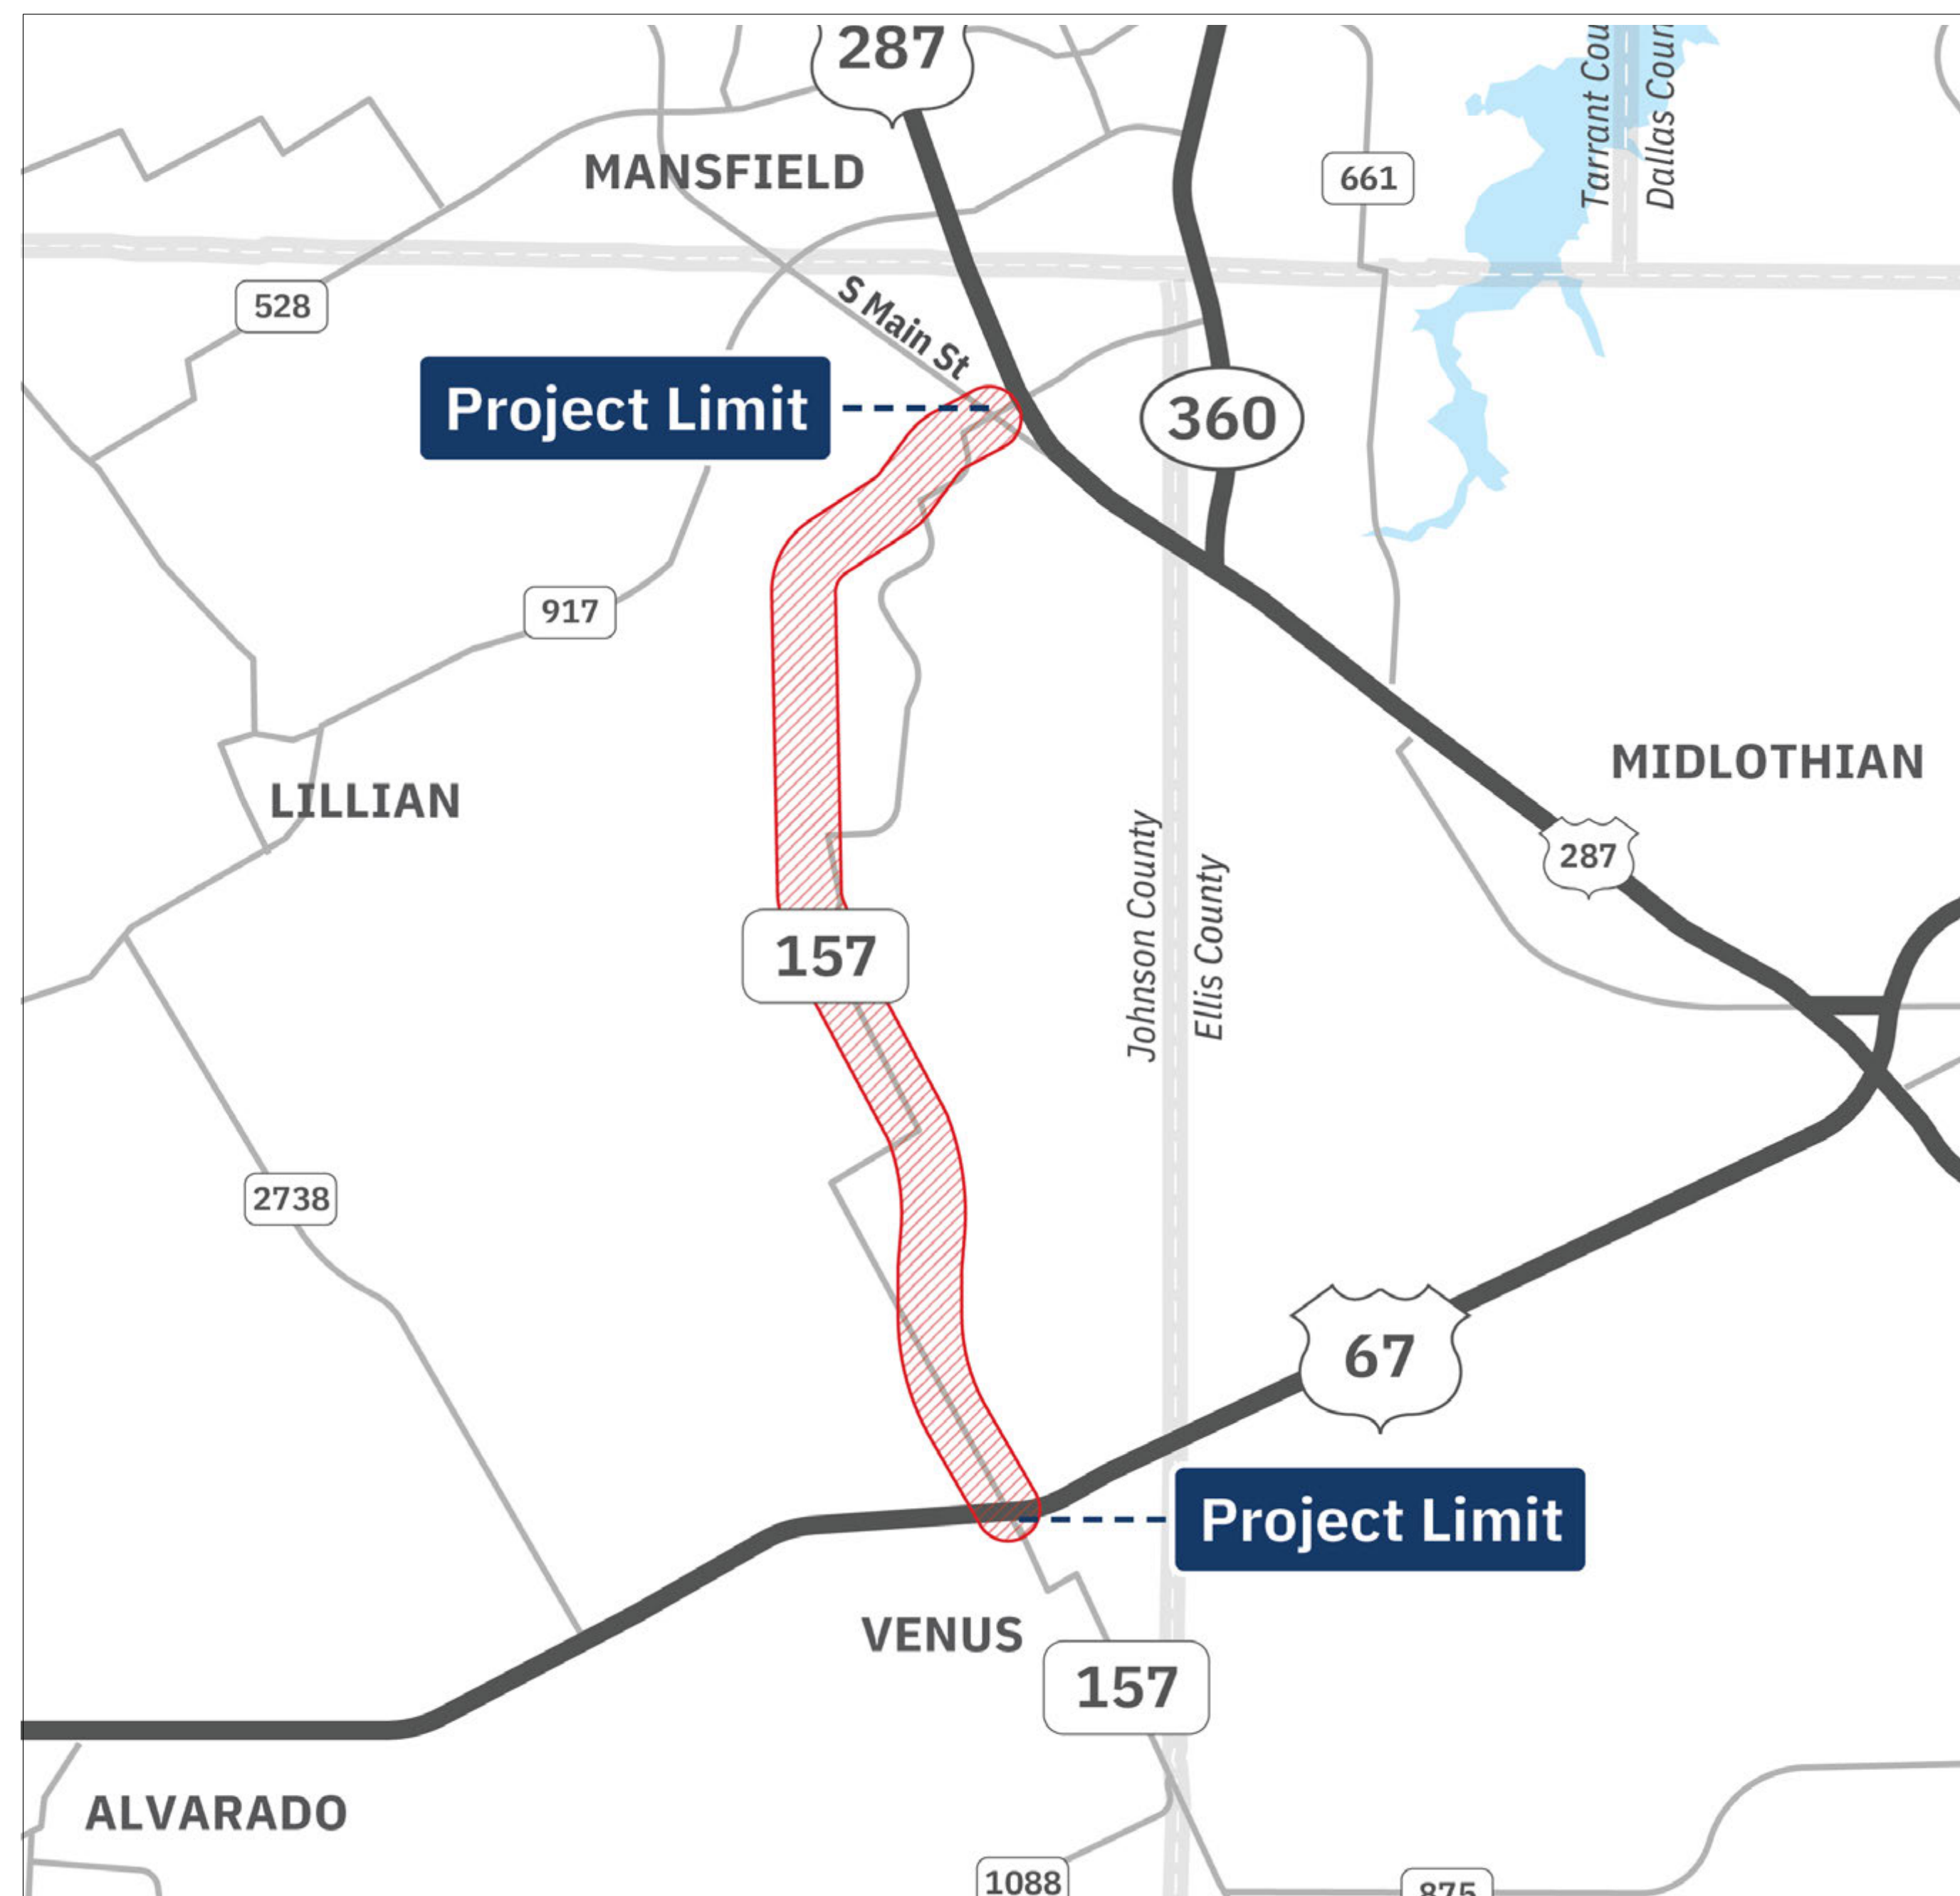 287
MANSFIELD
661
Tarrant Cou
Dallas Coun
528
S Main St
Project Limit
360
917
MIDLOTHIAN
LILLIAN
287
Johnson County
Ellis County
157
2738
67
Project Limit
VENUS
157
ALVARADO
1088
875